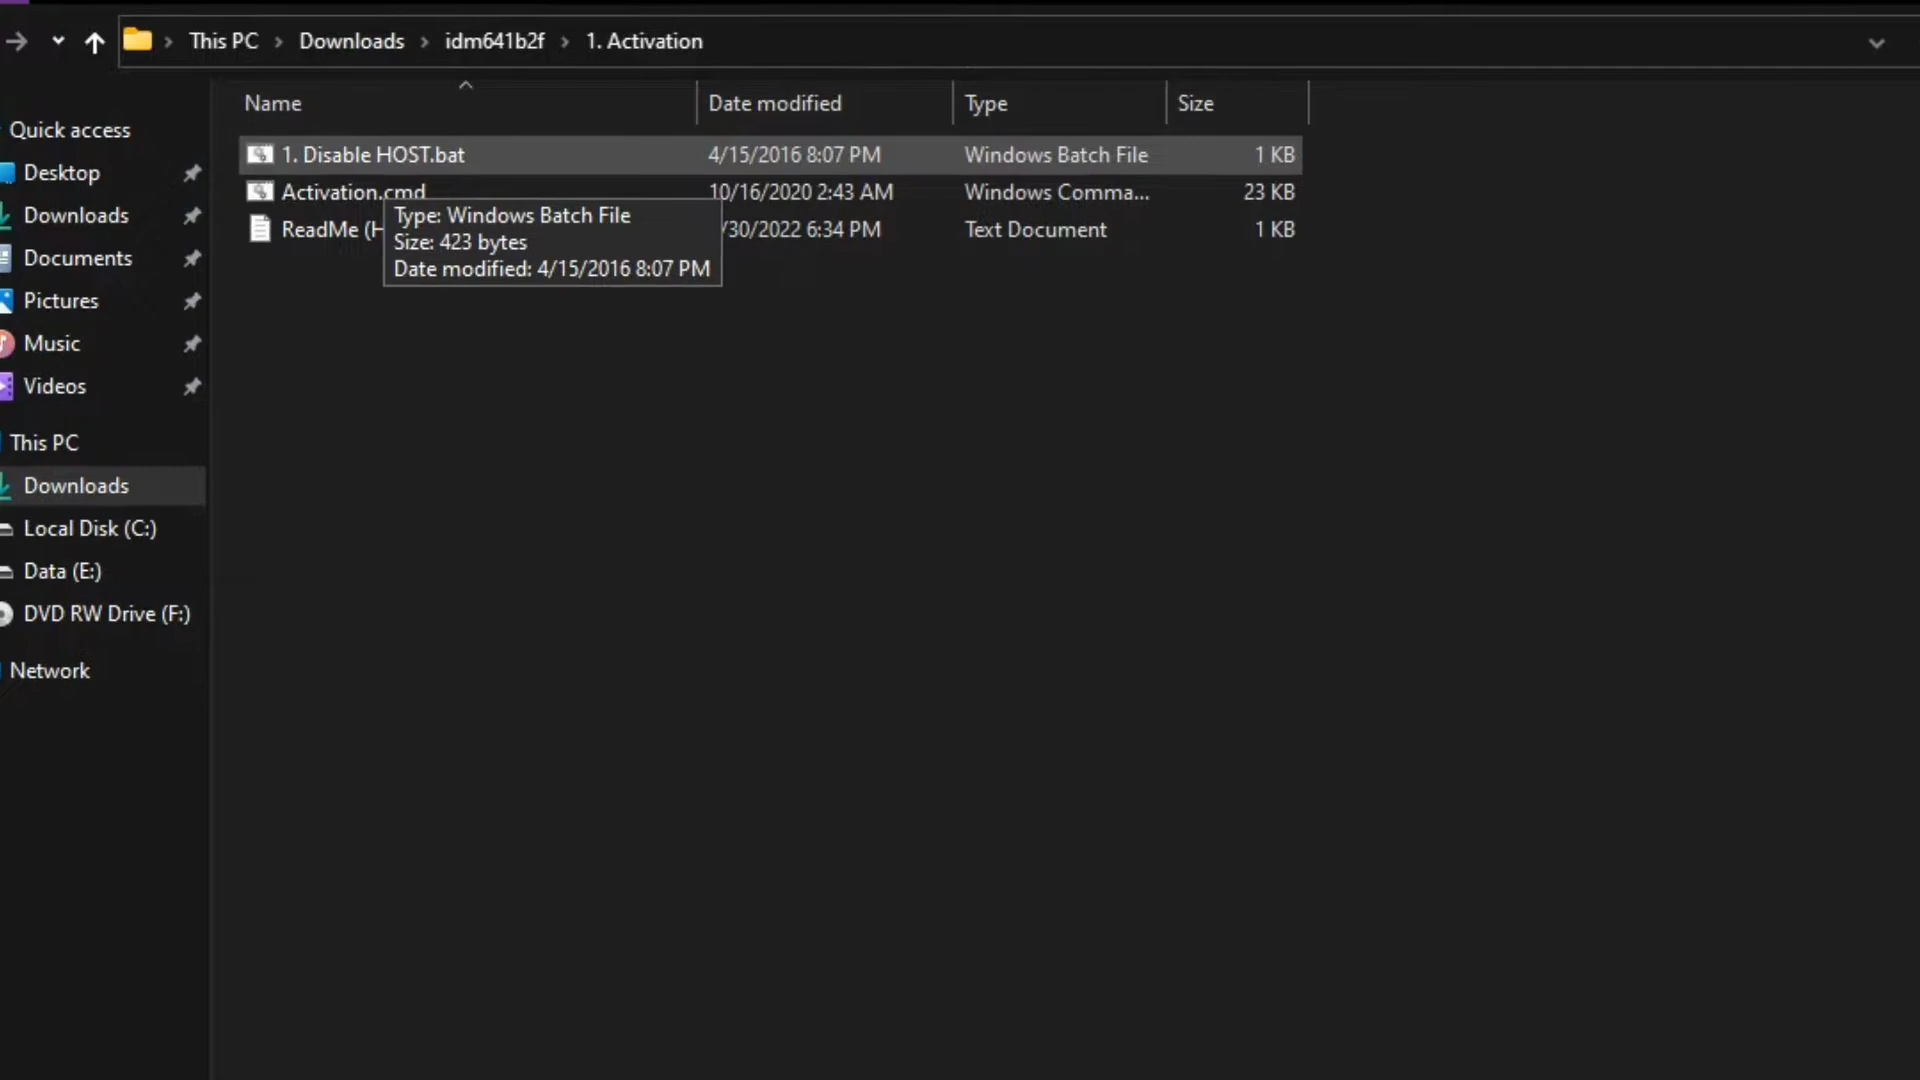 This PC > Downloads > idm641b2f > 1. Activation
Name Date modified Type Size
1. Disable HOST.bat 4/15/2016 8:07 PM Windows Batch File 1 KB
Activation.cmd 10/16/2020 2:43 AM Windows Comma... 23 KB
ReadMe (H /30/2022 6:34 PM Text Document 1 KB
Type: Windows Batch File
Size: 423 bytes
Date modified: 4/15/2016 8:07 PM
Quick access
Desktop
Downloads
Documents
Pictures
Music
Videos
This PC
Downloads
Local Disk (C:)
Data (E:)
DVD RW Drive (F:)
Network